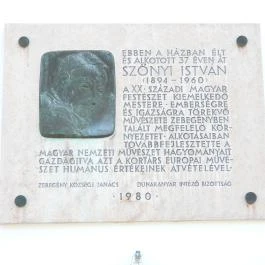 EBBEN A HÁZBAN ÉLT
ÉS ALKOTOTT 37 ÉVEN ÁT
SZŐNYI ISTVÁN
(1894-1960)
A XX. SZÁZADI MAGYAR
FESTÉSZET KIEMELKEDŐ
MESTERE. EMBERSÉGRE
ÉS IGAZSÁGRA TÖREKVŐ
MŰVÉSZETE ZEBEGÉNYBEN
TALÁLT MEGFELELŐ KÖR-
NYEZETET. ALKOTÁSAIBAN
TOVÁBBFEJLESZTETTE A
MAGYAR NEMZETI MŰVÉSZET HAGYOMÁNYAIT
GAZDAGÍTVA AZT A KORTÁRS EURÓPAI MŰVÉ-
SZET HUMÁNUS ÉRTÉKEINEK ÁTVÉTELÉVEL.
ZEBEGÉNY KÖZSÉGI TANÁCS DUNAKANYAR INTÉZŐ BIZOTTSÁG
·1980·